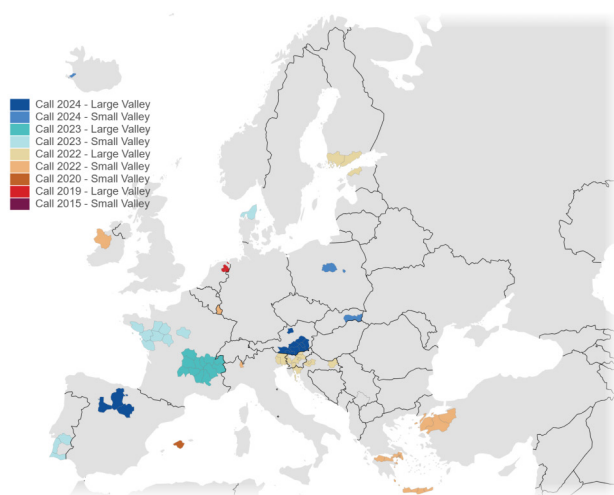 Call 2024 - Large Valley
Call 2024 - Small Valley
Call 2023 - Large Valley
Call 2023 - Small Valley
Call 2022 - Large Valley
Call 2022 - Small Valley
Call 2020 - Small Valley
Call 2019 - Large Valley
Call 2015 - Small Valley